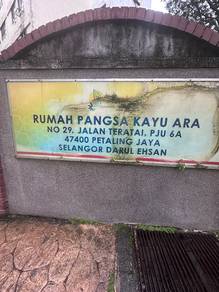 RUMAH PANGSA KAYU ARA
NO 29. JALAN TERATAI. PJU 6A
47400 PETALING JAYA
SELANGOR DARUL EHSAN